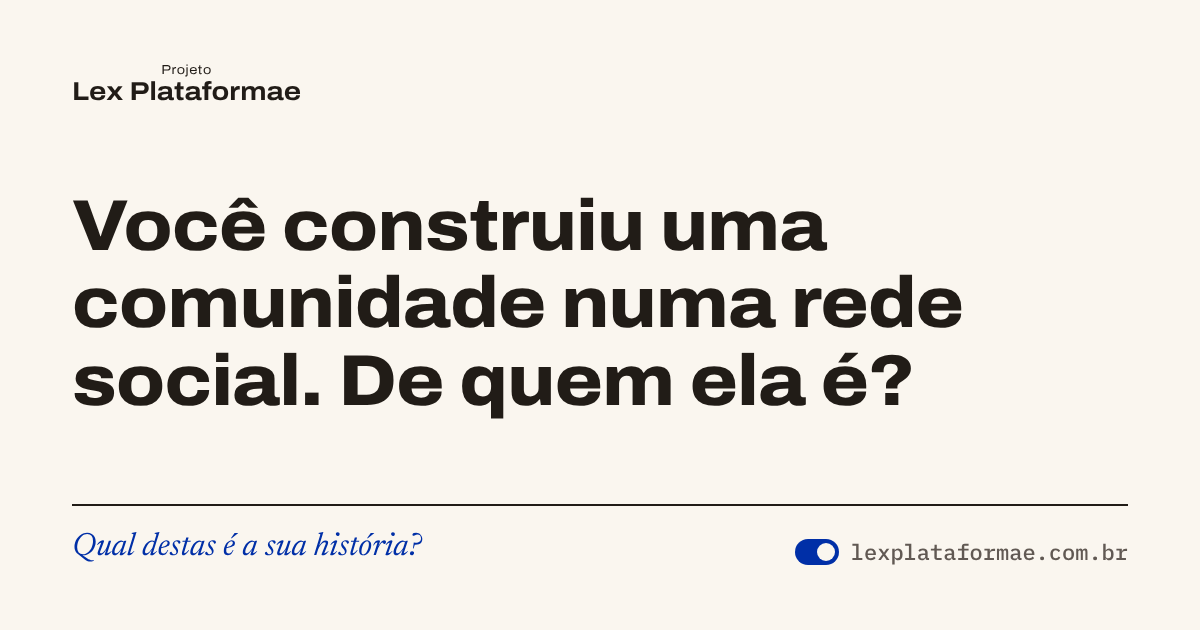 Projeto
Lex Plataformae
Você construiu uma
comunidade numa rede
social. De quem ela é?
Qual destas é a sua história?
lexplataformae.com.br